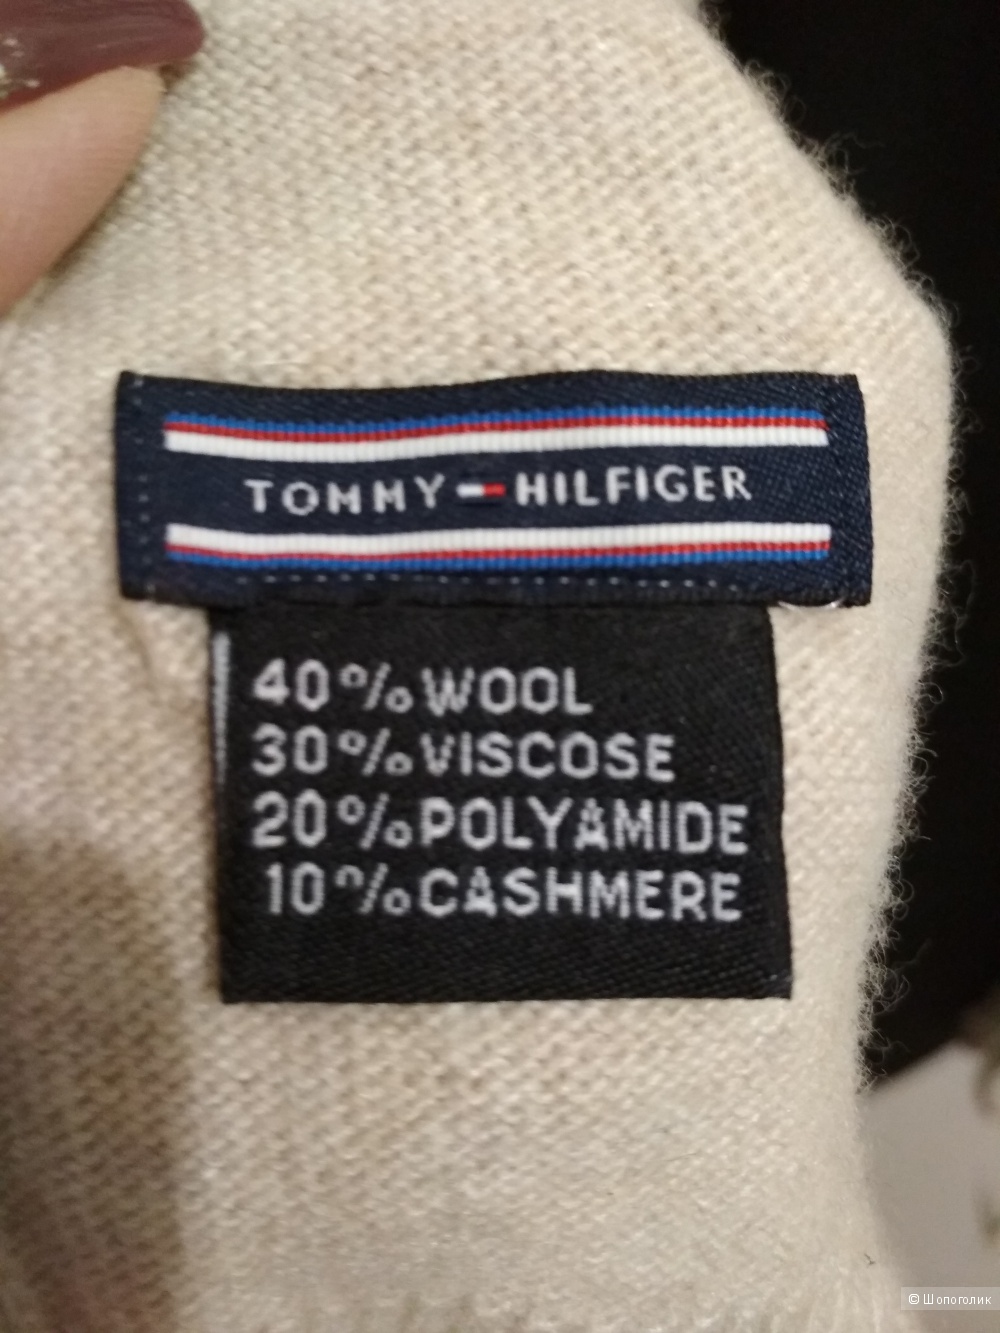 TOMMY HILFIGER
40% WOOL
30% VISCOSE
20% POLYAMIDE
10% CASHMERE
© Шопоголик